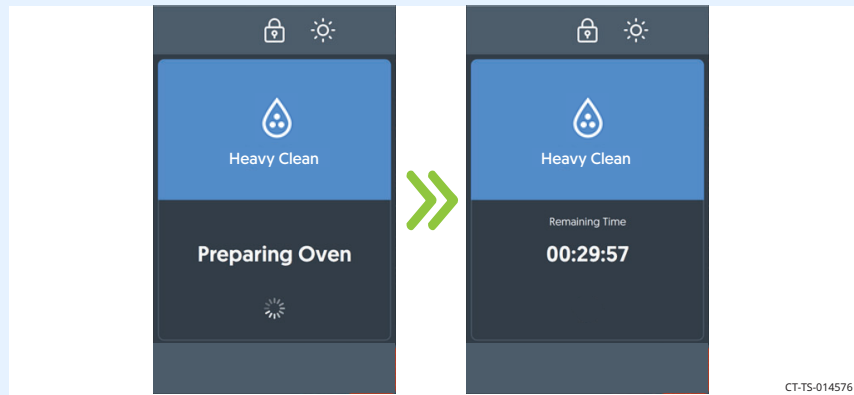 Heavy Clean
Preparing Oven
Heavy Clean
Remaining Time
00:29:57
CT-TS-014576